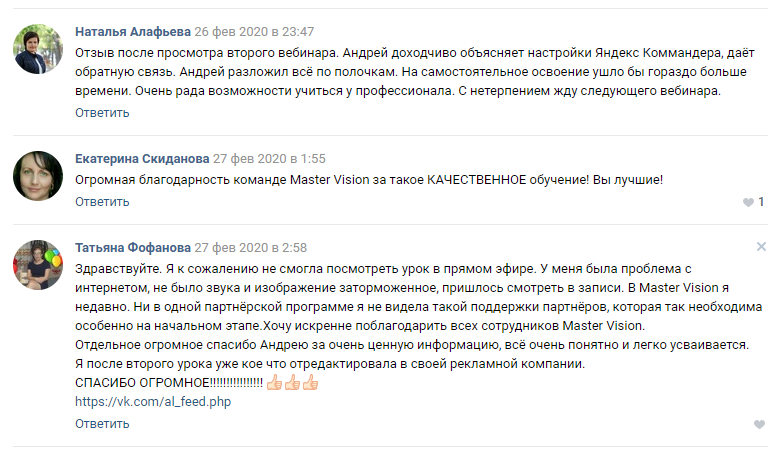 Наталья Алафьева 26 фев 2020 в 23:47
Отзыв после просмотра второго вебинара. Андрей доходчиво объясняет настройки Яндекс Коммандера, даёт
обратную связь. Андрей разложил всё по полочкам. На самостоятельное освоение ушло бы гораздо больше
времени. Очень рада возможности учиться у профессионала. С нетерпением жду следующего вебинара.
Ответить
Екатерина Скиданова 27 фев 2020 в 1:55
Огромная благодарность команде Master Vision за такое КАЧЕСТВЕННОЕ обучение! Вы лучшие!
Ответить 1
Татьяна Фофанова 27 фев 2020 в 2:58
Здравствуйте. Я к сожалению не смогла посмотреть урок в прямом эфире. У меня была проблема с
интернетом, не было звука и изображение заторможенное, пришлось смотреть в записи. В Master Vision я
недавно. Ни в одной партнёрской программе я не видела такой поддержки партнёров, которая так необходима
особенно на начальном этапе.Хочу искренне поблагодарить всех сотрудников Master Vision.
Отдельное огромное спасибо Андрею за очень ценную информацию, всё очень понятно и легко усваивается.
Я после второго урока уже кое что отредактировала в своей рекламной компании.
СПАСИБО ОГРОМНОЕ!!!!!!!!!!!!!!!! 👍👍👍
https://vk.com/al_feed.php
Ответить